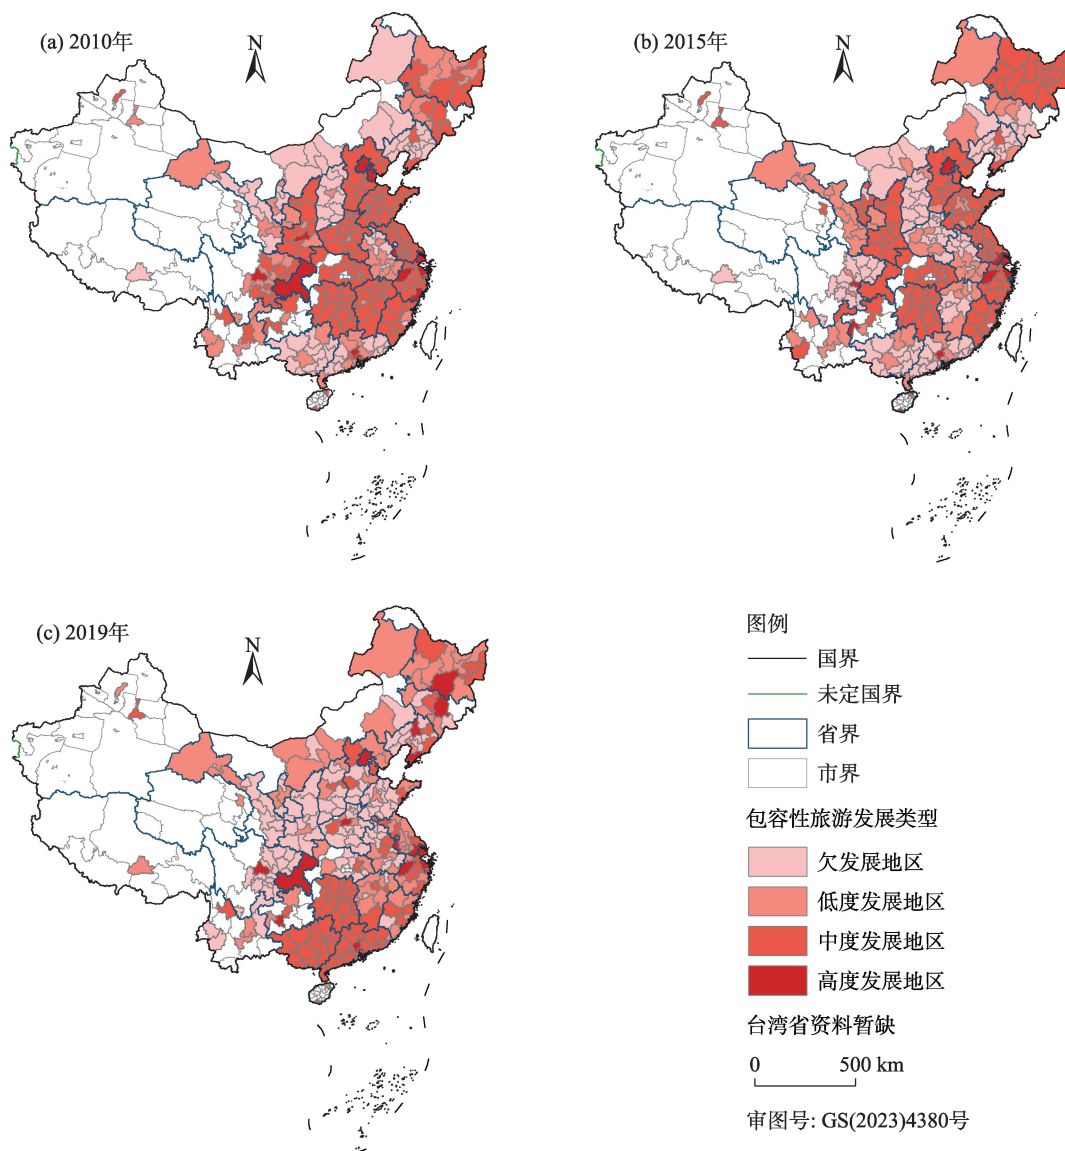 (a) 2010年
N
(b) 2015年
N
(c) 2019年
N
图例
国界
未定国界
省界
市界
包容性旅游发展类型
欠发展地区
低度发展地区
中度发展地区
高度发展地区
台湾省资料暂缺
0 500 km
审图号: GS(2023)4380号